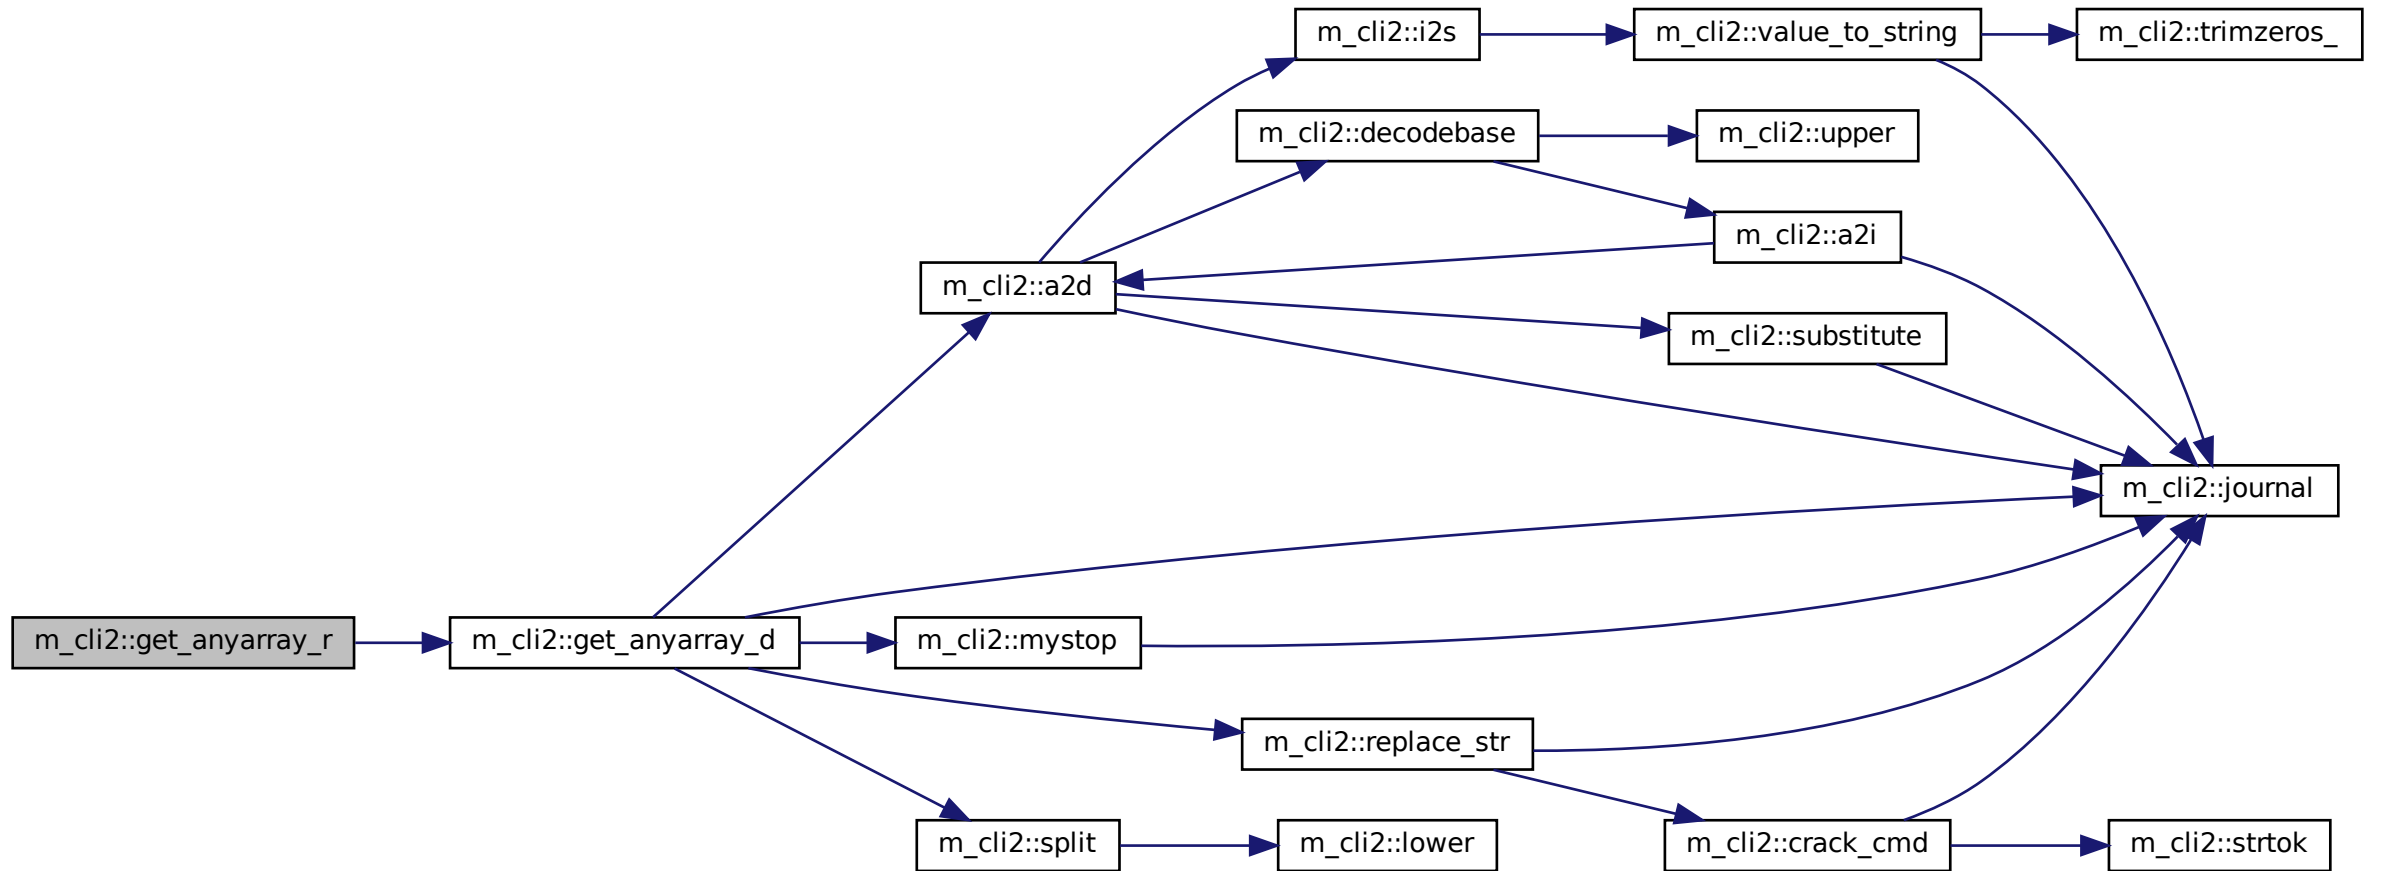 m_cli2::i2s
m_cli2::value_to_string
m_cli2::trimzeros_
m_cli2::decodebase
m_cli2::upper
m_cli2::a2i
m_cli2::a2d
m_cli2::substitute
m_cli2::journal
m_cli2::get_anyarray_r
m_cli2::get_anyarray_d
m_cli2::mystop
m_cli2::replace_str
m_cli2::split
m_cli2::lower
m_cli2::crack_cmd
m_cli2::strtok